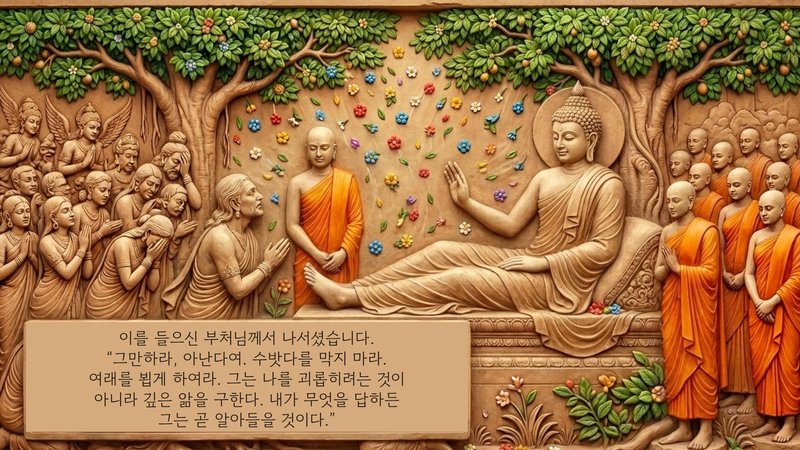 이를 들으신 부처님께서 나서셨습니다.
“그만하라, 아난다여. 수밧다를 막지 마라.
여래를 뵙게 하여라. 그는 나를 괴롭히려는 것이
아니라 깊은 앎을 구한다. 내가 무엇을 답하든
그는 곧 알아들을 것이다.”